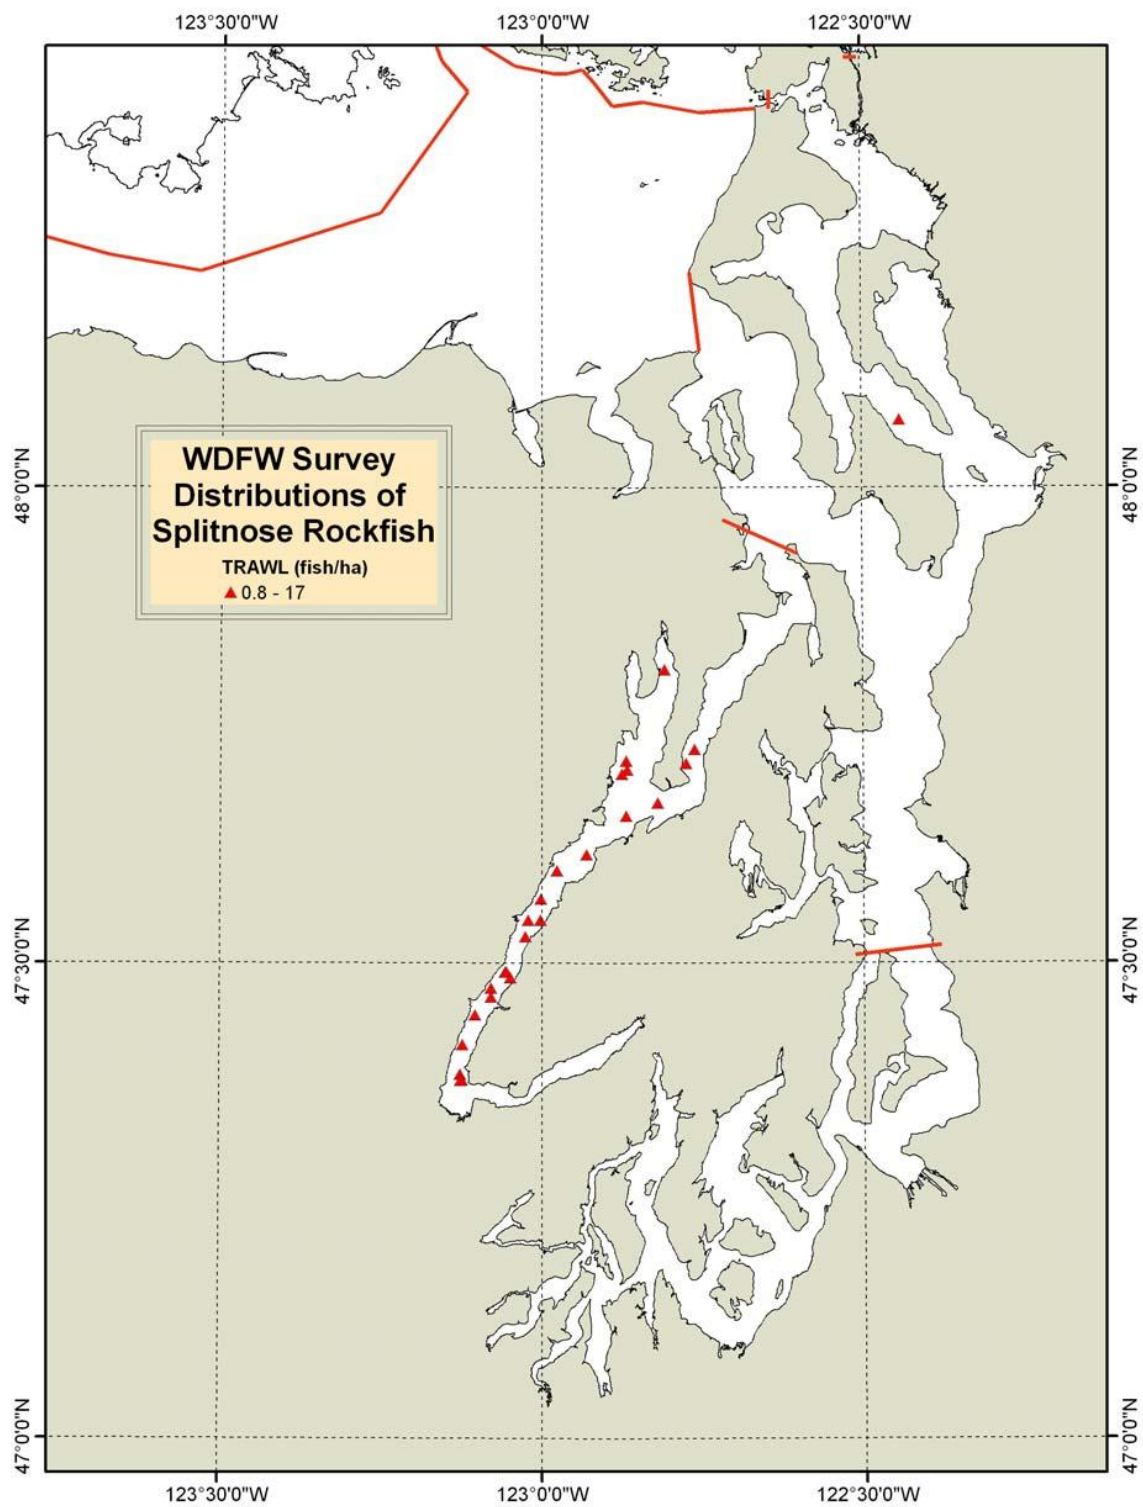 123°30'0"W 123°0'0"W 122°30'0"W
WDFW Survey
Distributions of
Splitnose Rockfish
TRAWL (fish/ha)
0.8 - 17
48°0'0"N 48°0'0"N
47°30'0"N 47°30'0"N
47°0'0"N 47°0'0"N
123°30'0"W 123°0'0"W 122°30'0"W